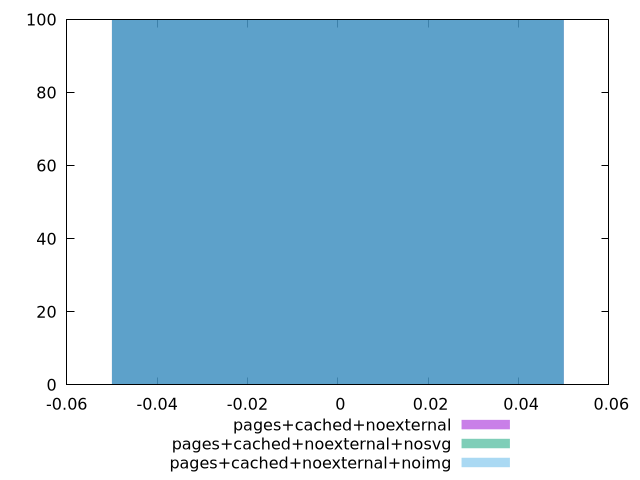 100
80
60
40
20
0
-0.06 -0.04 -0.02 0 0.02 0.04 0.06
pages+cached+noexternal
pages+cached+noexternal+nosvg
pages+cached+noexternal+noimg